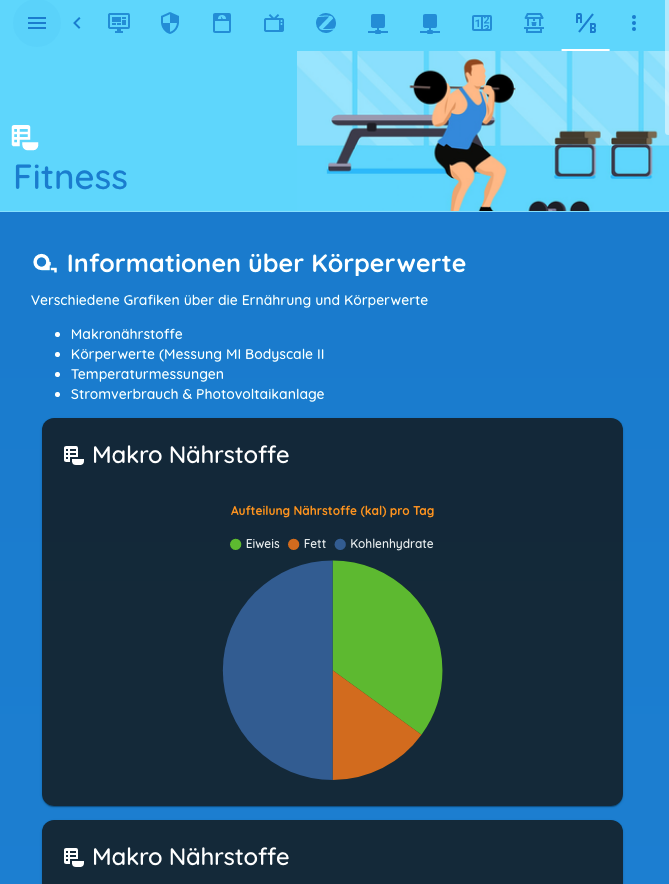 Fitness
Informationen über Körperwerte
Verschiedene Grafiken über die Ernährung und Körperwerte
Makronährstoffe
Körperwerte (Messung MI Bodyscale II
Temperaturmessungen
Stromverbrauch & Photovoltaikanlage
Makro Nährstoffe
Aufteilung Nährstoffe (kal) pro Tag
Eiweis Fett Kohlenhydrate
Makro Nährstoffe